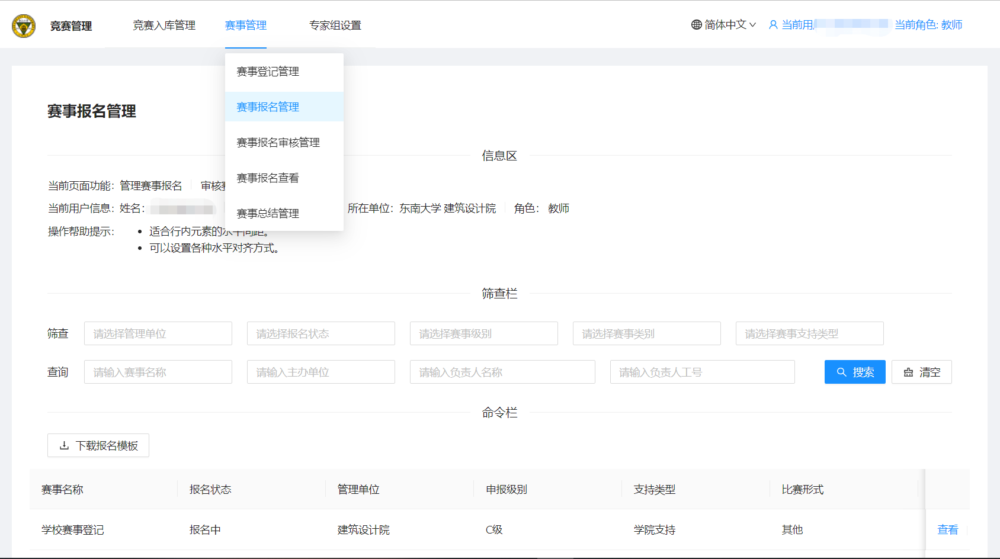 竞赛管理
竞赛入库管理
赛事管理
专家组设置
简体中文
当前用
当前角色: 教师
赛事登记管理
赛事报名管理
赛事报名审核管理
赛事报名查看
赛事总结管理
赛事报名管理
信息区
当前页面功能: 管理赛事报名 审核
当前用户信息: 姓名: 所在单位: 东南大学 建筑设计院 角色: 教师
操作帮助提示:
• 适合行内元素的水平间距。
• 可以设置各种水平对齐方式。
筛查栏
筛查 请选择管理单位 请选择报名状态 请选择赛事级别 请选择赛事类别 请选择赛事支持类型
查询 请输入赛事名称 请输入主办单位 请输入负责人名称 请输入负责人工号 搜索 清空
命令栏
下载报名模板
赛事名称 报名状态 管理单位 申报级别 支持类型 比赛形式
学校赛事登记 报名中 建筑设计院 C级 学院支持 其他 查看